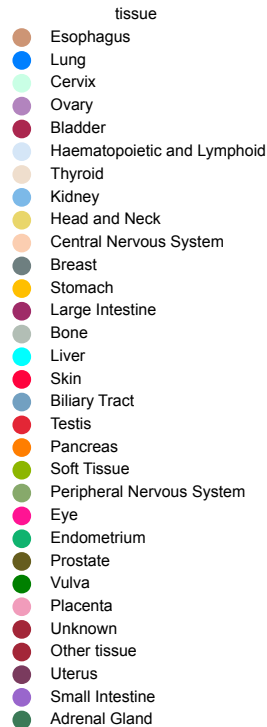 tissue
Esophagus
Lung
Cervix
Ovary
Bladder
Haematopoietic and Lymphoid
Thyroid
Kidney
Head and Neck
Central Nervous System
Breast
Stomach
Large Intestine
Bone
Liver
Skin
Biliary Tract
Testis
Pancreas
Soft Tissue
Peripheral Nervous System
Eye
Endometrium
Prostate
Vulva
Placenta
Unknown
Other tissue
Uterus
Small Intestine
Adrenal Gland